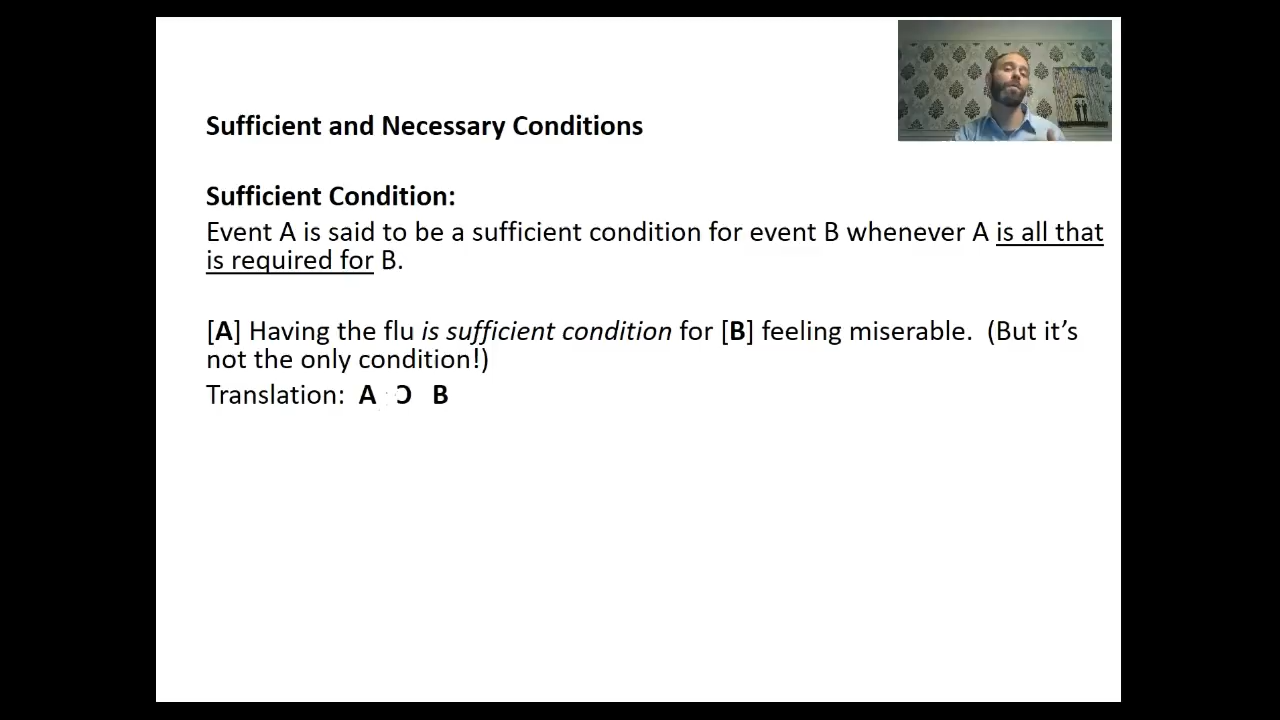 Sufficient and Necessary Conditions
Sufficient Condition:
Event A is said to be a sufficient condition for event B whenever A is all that
is required for B.
[A] Having the flu is sufficient condition for [B] feeling miserable.  (But it’s
not the only condition!)
Translation:  A  Ɔ  B